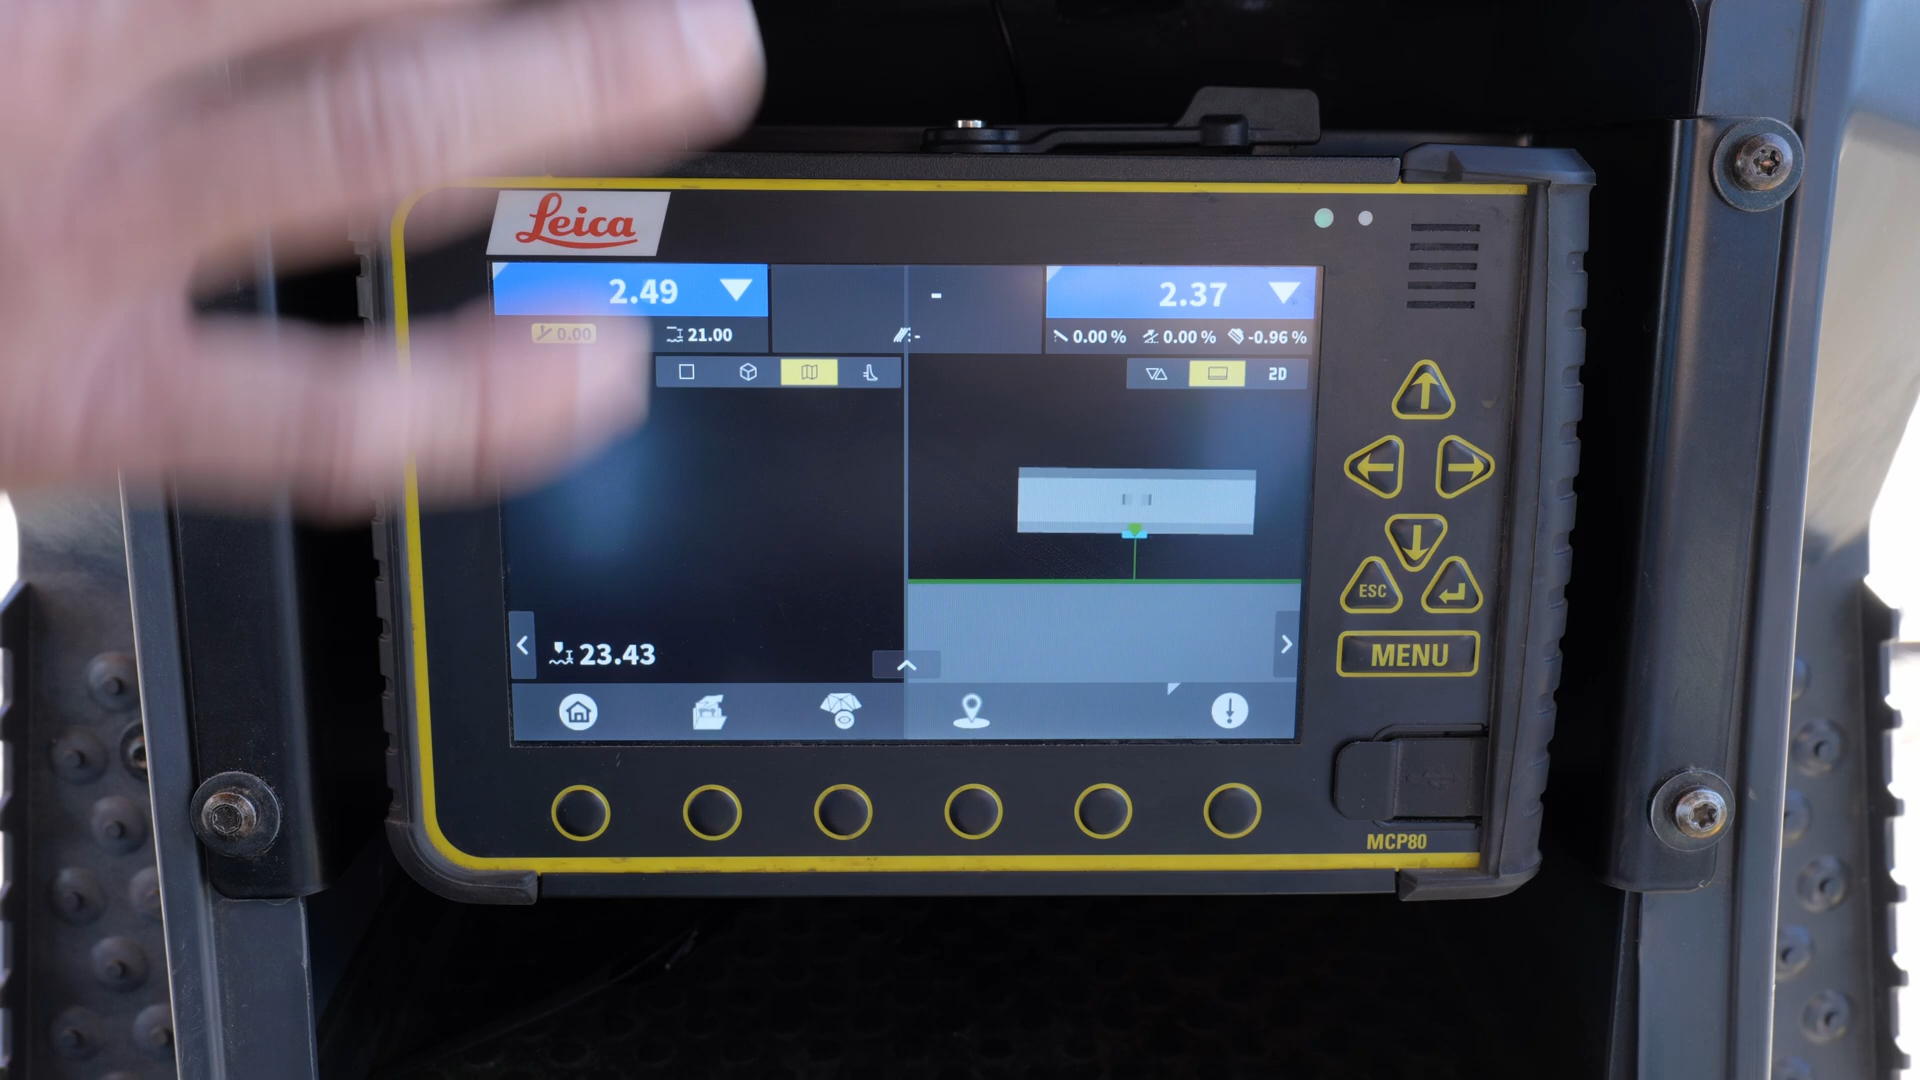 Leica
2.49 - 2.37
0.00 21.00 - 0.00 % 0.00 % -0.96 %
2D
23.43
ESC
MENU
MCP80